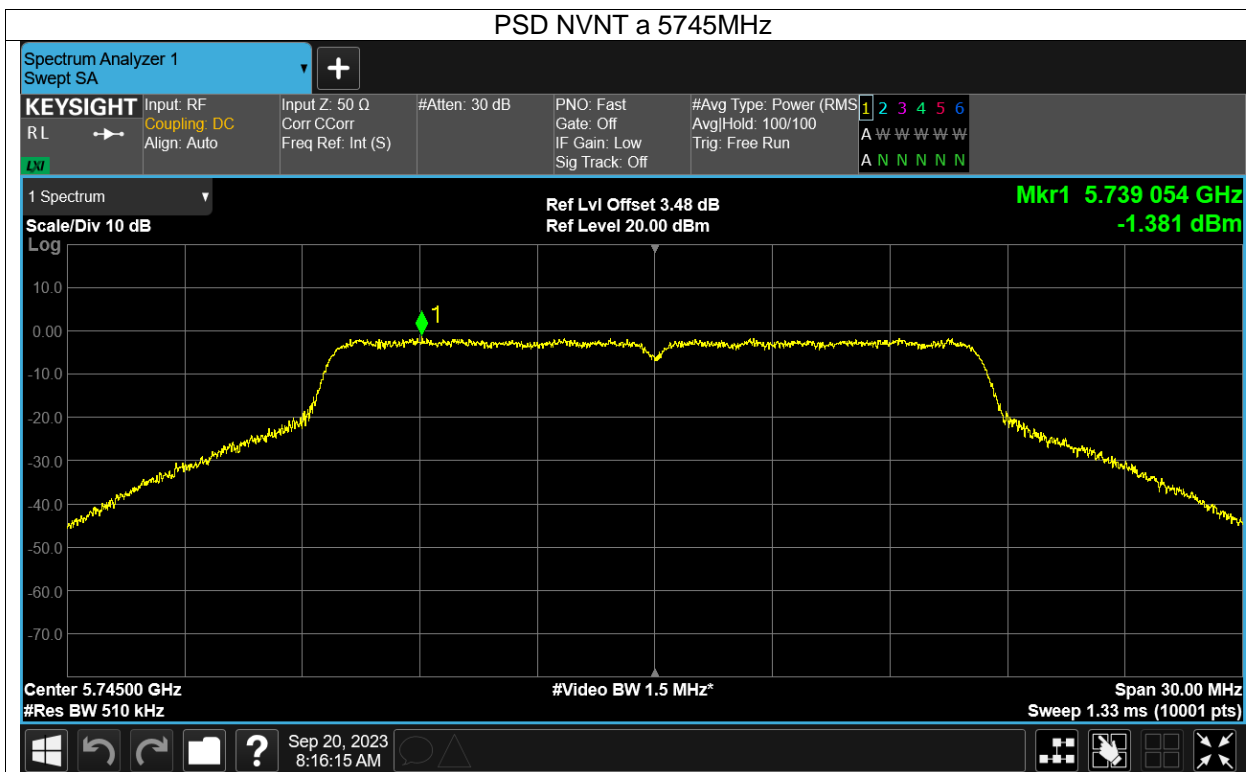 PSD NVNT a 5745MHz
Spectrum Analyzer 1
Swept SA
KEYSIGHT
RL
LXI
Input: RF
Coupling: DC
Align: Auto
Input Z: 50 Ω
Corr CCorr
Freq Ref: Int (S)
#Atten: 30 dB
PNO: Fast
Gate: Off
IF Gain: Low
Sig Track: Off
#Avg Type: Power (RMS
Avg|Hold: 100/100
Trig: Free Run
1 2 3 4 5 6
A W W W W W
A N N N N N
1 Spectrum
Scale/Div 10 dB
Ref Lvl Offset 3.48 dB
Ref Level 20.00 dBm
Mkr1 5.739 054 GHz
-1.381 dBm
Log
10.0
0.00
-10.0
-20.0
-30.0
-40.0
-50.0
-60.0
-70.0
1
Center 5.74500 GHz
#Res BW 510 kHz
#Video BW 1.5 MHz*
Span 30.00 MHz
Sweep 1.33 ms (10001 pts)
?
Sep 20, 2023
8:16:15 AM